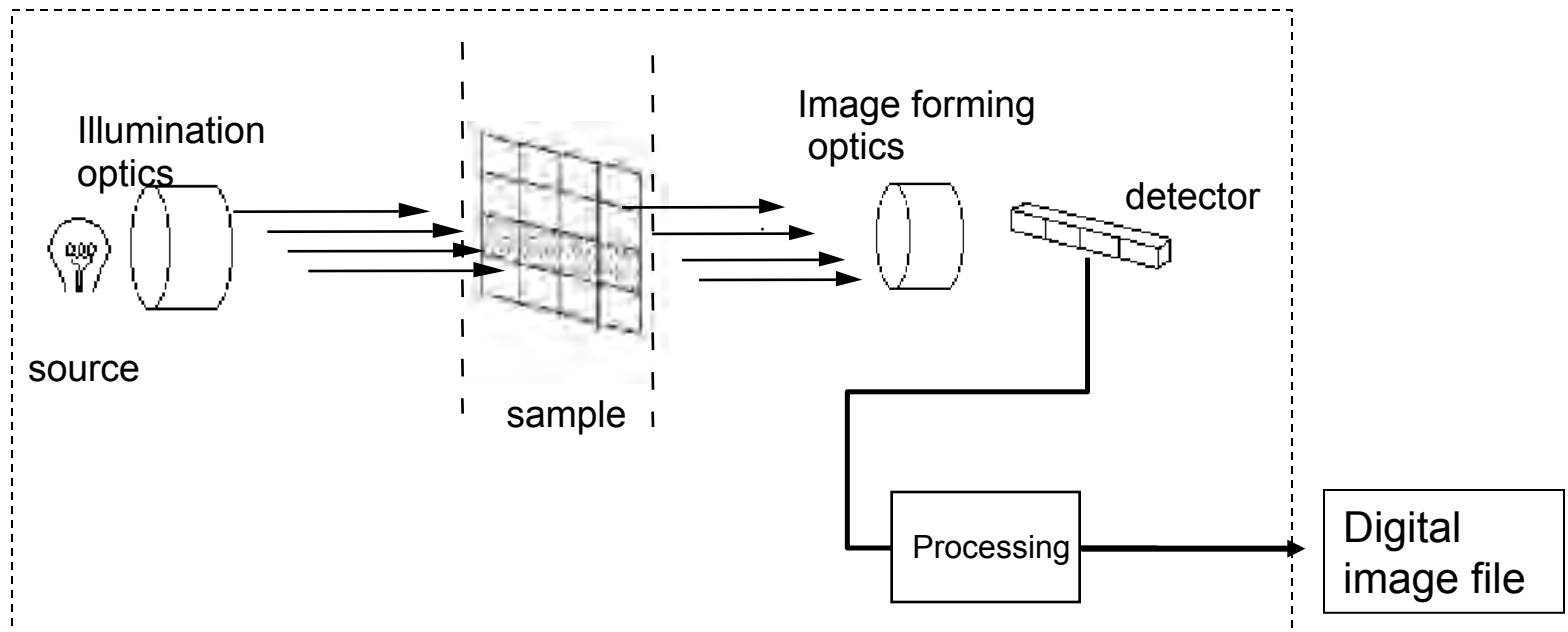 Illumination
optics
source
sample
Image forming
optics
detector
Processing
Digital
image file